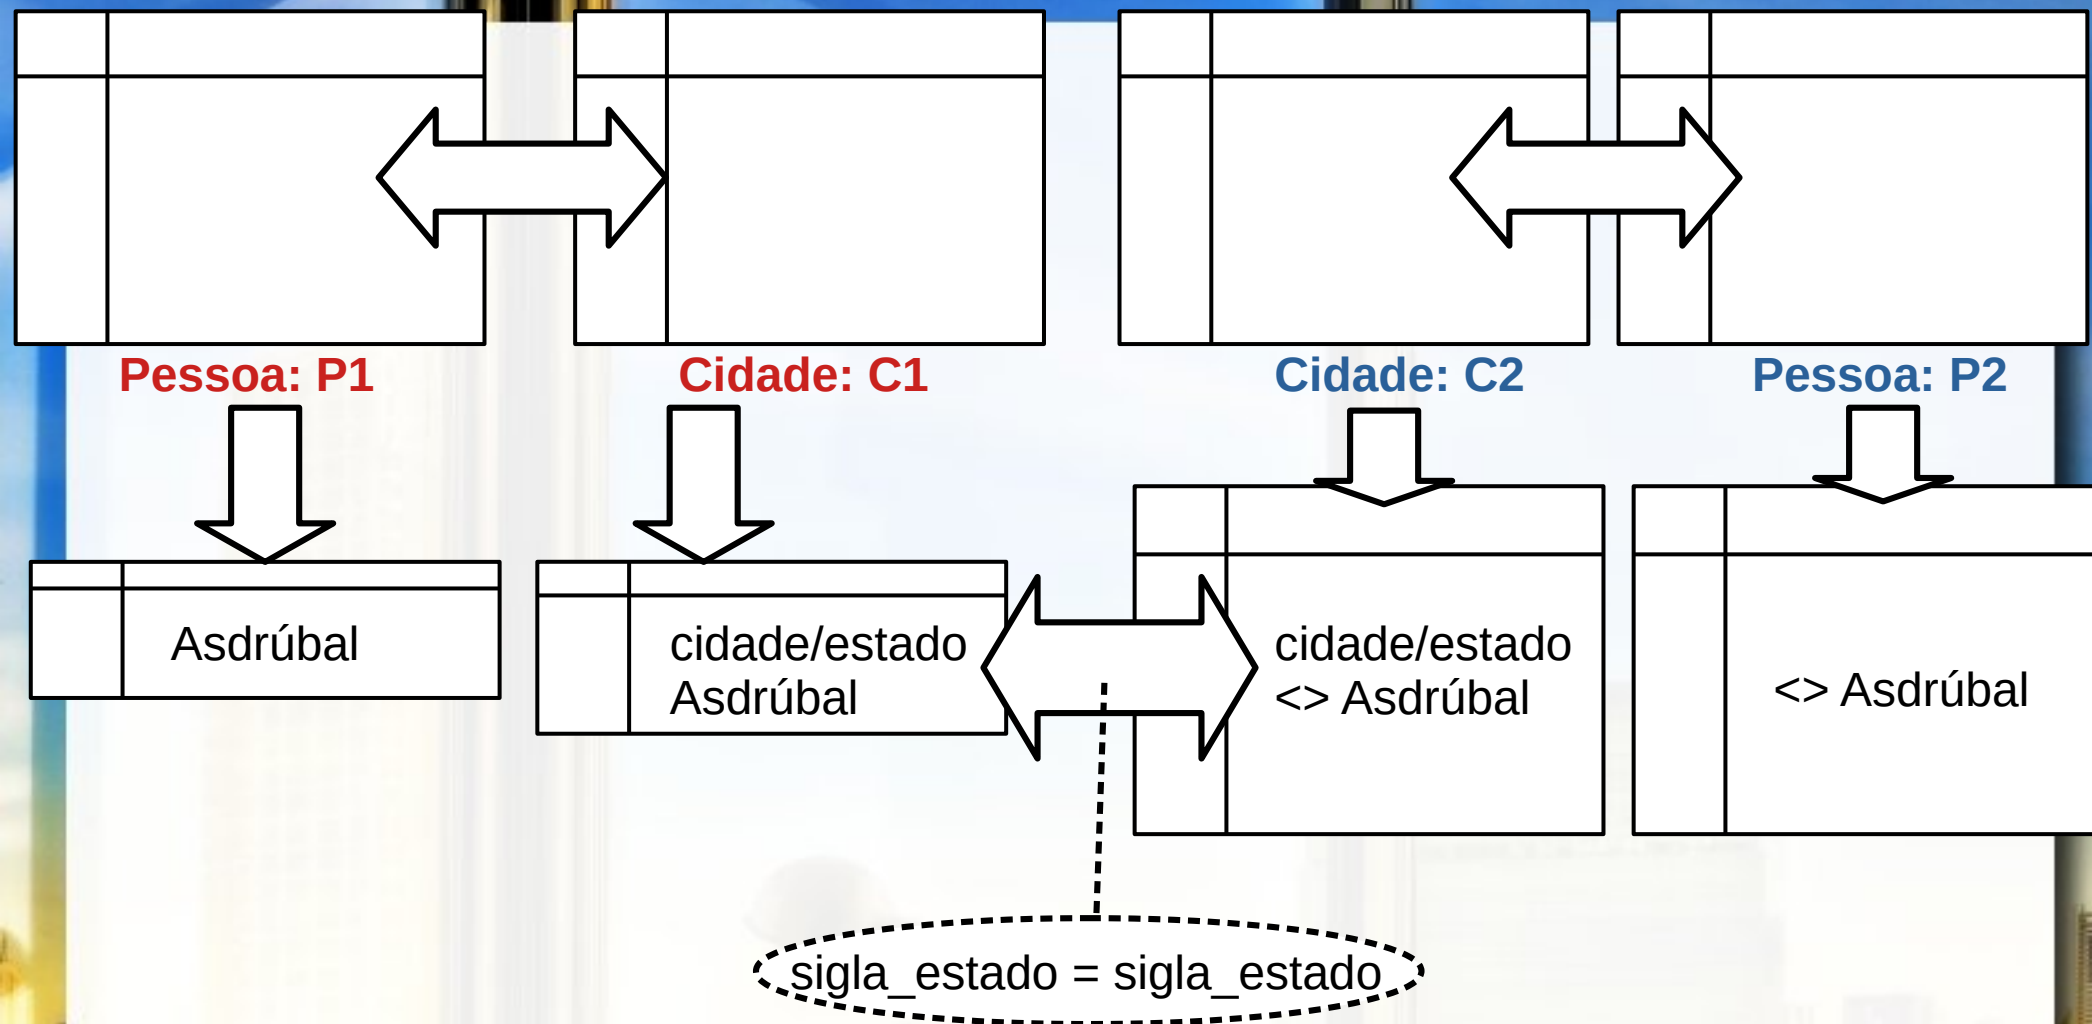 Pessoa: P1
Cidade: C1
Cidade: C2
Pessoa: P2
Asdrúbal
cidade/estado
Asdrúbal
cidade/estado
<> Asdrúbal
<> Asdrúbal
sigla_estado = sigla_estado